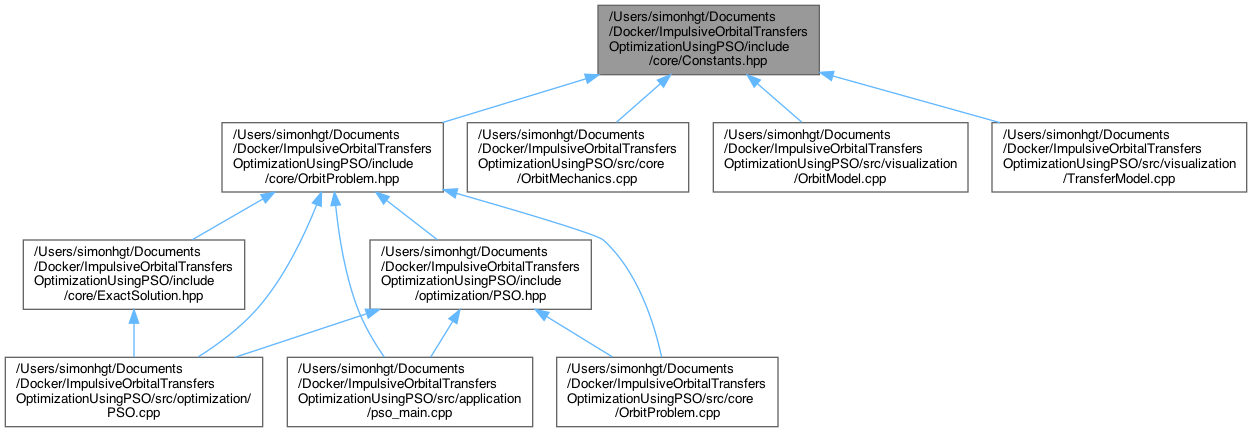 /Users/simonhgt/Documents
/Docker/ImpulsiveOrbitalTransfers
OptimizationUsingPSO/include
/core/Constants.hpp
/Users/simonhgt/Documents
/Docker/ImpulsiveOrbitalTransfers
OptimizationUsingPSO/include
/core/OrbitProblem.hpp
/Users/simonhgt/Documents
/Docker/ImpulsiveOrbitalTransfers
OptimizationUsingPSO/src/core
/OrbitMechanics.cpp
/Users/simonhgt/Documents
/Docker/ImpulsiveOrbitalTransfers
OptimizationUsingPSO/src/visualization
/OrbitModel.cpp
/Users/simonhgt/Documents
/Docker/ImpulsiveOrbitalTransfers
OptimizationUsingPSO/src/visualization
/TransferModel.cpp
/Users/simonhgt/Documents
/Docker/ImpulsiveOrbitalTransfers
OptimizationUsingPSO/include
/core/ExactSolution.hpp
/Users/simonhgt/Documents
/Docker/ImpulsiveOrbitalTransfers
OptimizationUsingPSO/include
/optimization/PSO.hpp
/Users/simonhgt/Documents
/Docker/ImpulsiveOrbitalTransfers
OptimizationUsingPSO/src/optimization/
PSO.cpp
/Users/simonhgt/Documents
/Docker/ImpulsiveOrbitalTransfers
OptimizationUsingPSO/src/application
/pso_main.cpp
/Users/simonhgt/Documents
/Docker/ImpulsiveOrbitalTransfers
OptimizationUsingPSO/src/core
/OrbitProblem.cpp